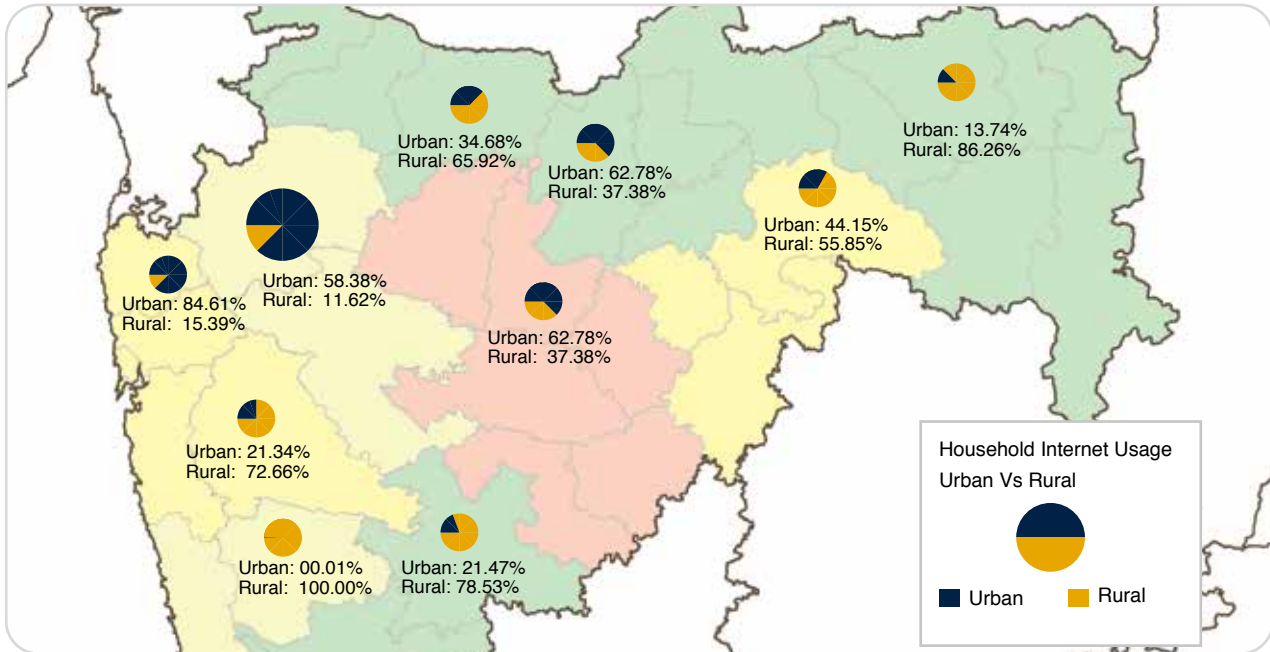 Urban: 34.68%
Rural: 65.92%
Urban: 62.78%
Rural: 37.38%
Urban: 13.74%
Rural: 86.26%
Urban: 44.15%
Rural: 55.85%
Urban: 58.38%
Rural: 11.62%
Urban: 84.61%
Rural: 15.39%
Urban: 62.78%
Rural: 37.38%
Urban: 21.34%
Rural: 72.66%
Urban: 00.01%
Rural: 100.00%
Urban: 21.47%
Rural: 78.53%
Household Internet Usage
Urban Vs Rural
Urban
Rural